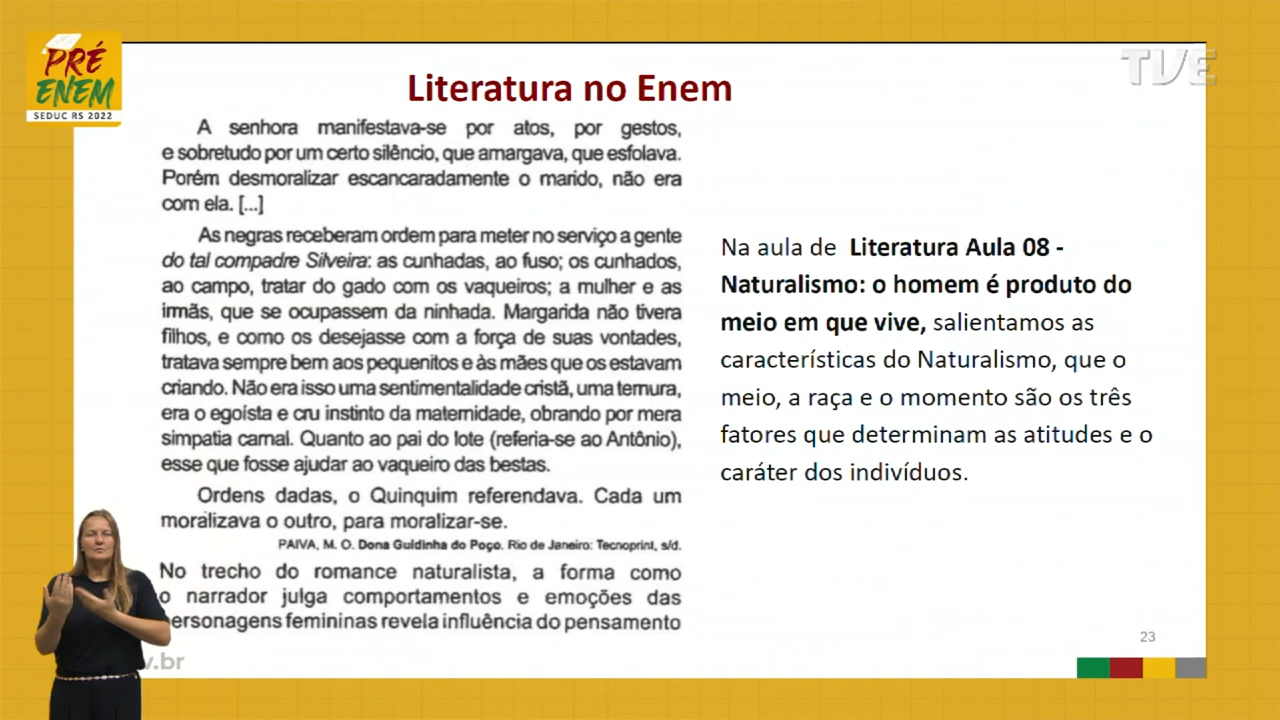 PRÉ
ENEM
SEDUC RS 2022
TVE
Literatura no Enem
A senhora manifestava-se por atos, por gestos,
e sobretudo por um certo silêncio, que amargava, que esfolava.
Porém desmoralizar escancaradamente o marido, não era
com ela. [...]
As negras receberam ordem para meter no serviço a gente
do tal compadre Silveira: as cunhadas, ao fuso; os cunhados,
ao campo, tratar do gado com os vaqueiros; a mulher e as
irmãs, que se ocupassem da ninhada. Margarida não tivera
filhos, e como os desejasse com a força de suas vontades,
tratava sempre bem aos pequenitos e às mães que os estavam
criando. Não era isso uma sentimentalidade cristã, uma ternura,
era o egoísta e cru instinto da maternidade, obrando por mera
simpatia carnal. Quanto ao pai do lote (referia-se ao Antônio),
esse que fosse ajudar ao vaqueiro das bestas.
Ordens dadas, o Quinquim referendava. Cada um
moralizava o outro, para moralizar-se.
PAIVA, M. O. Dona Guidinha do Poço. Rio de Janeiro: Tecnoprint, s/d.
No trecho do romance naturalista, a forma como
o narrador julga comportamentos e emoções das
personagens femininas revela influência do pensamento
Na aula de Literatura Aula 08 -
Naturalismo: o homem é produto do
meio em que vive, salientamos as
características do Naturalismo, que o
meio, a raça e o momento são os três
fatores que determinam as atitudes e o
caráter dos indivíduos.
23
v.br